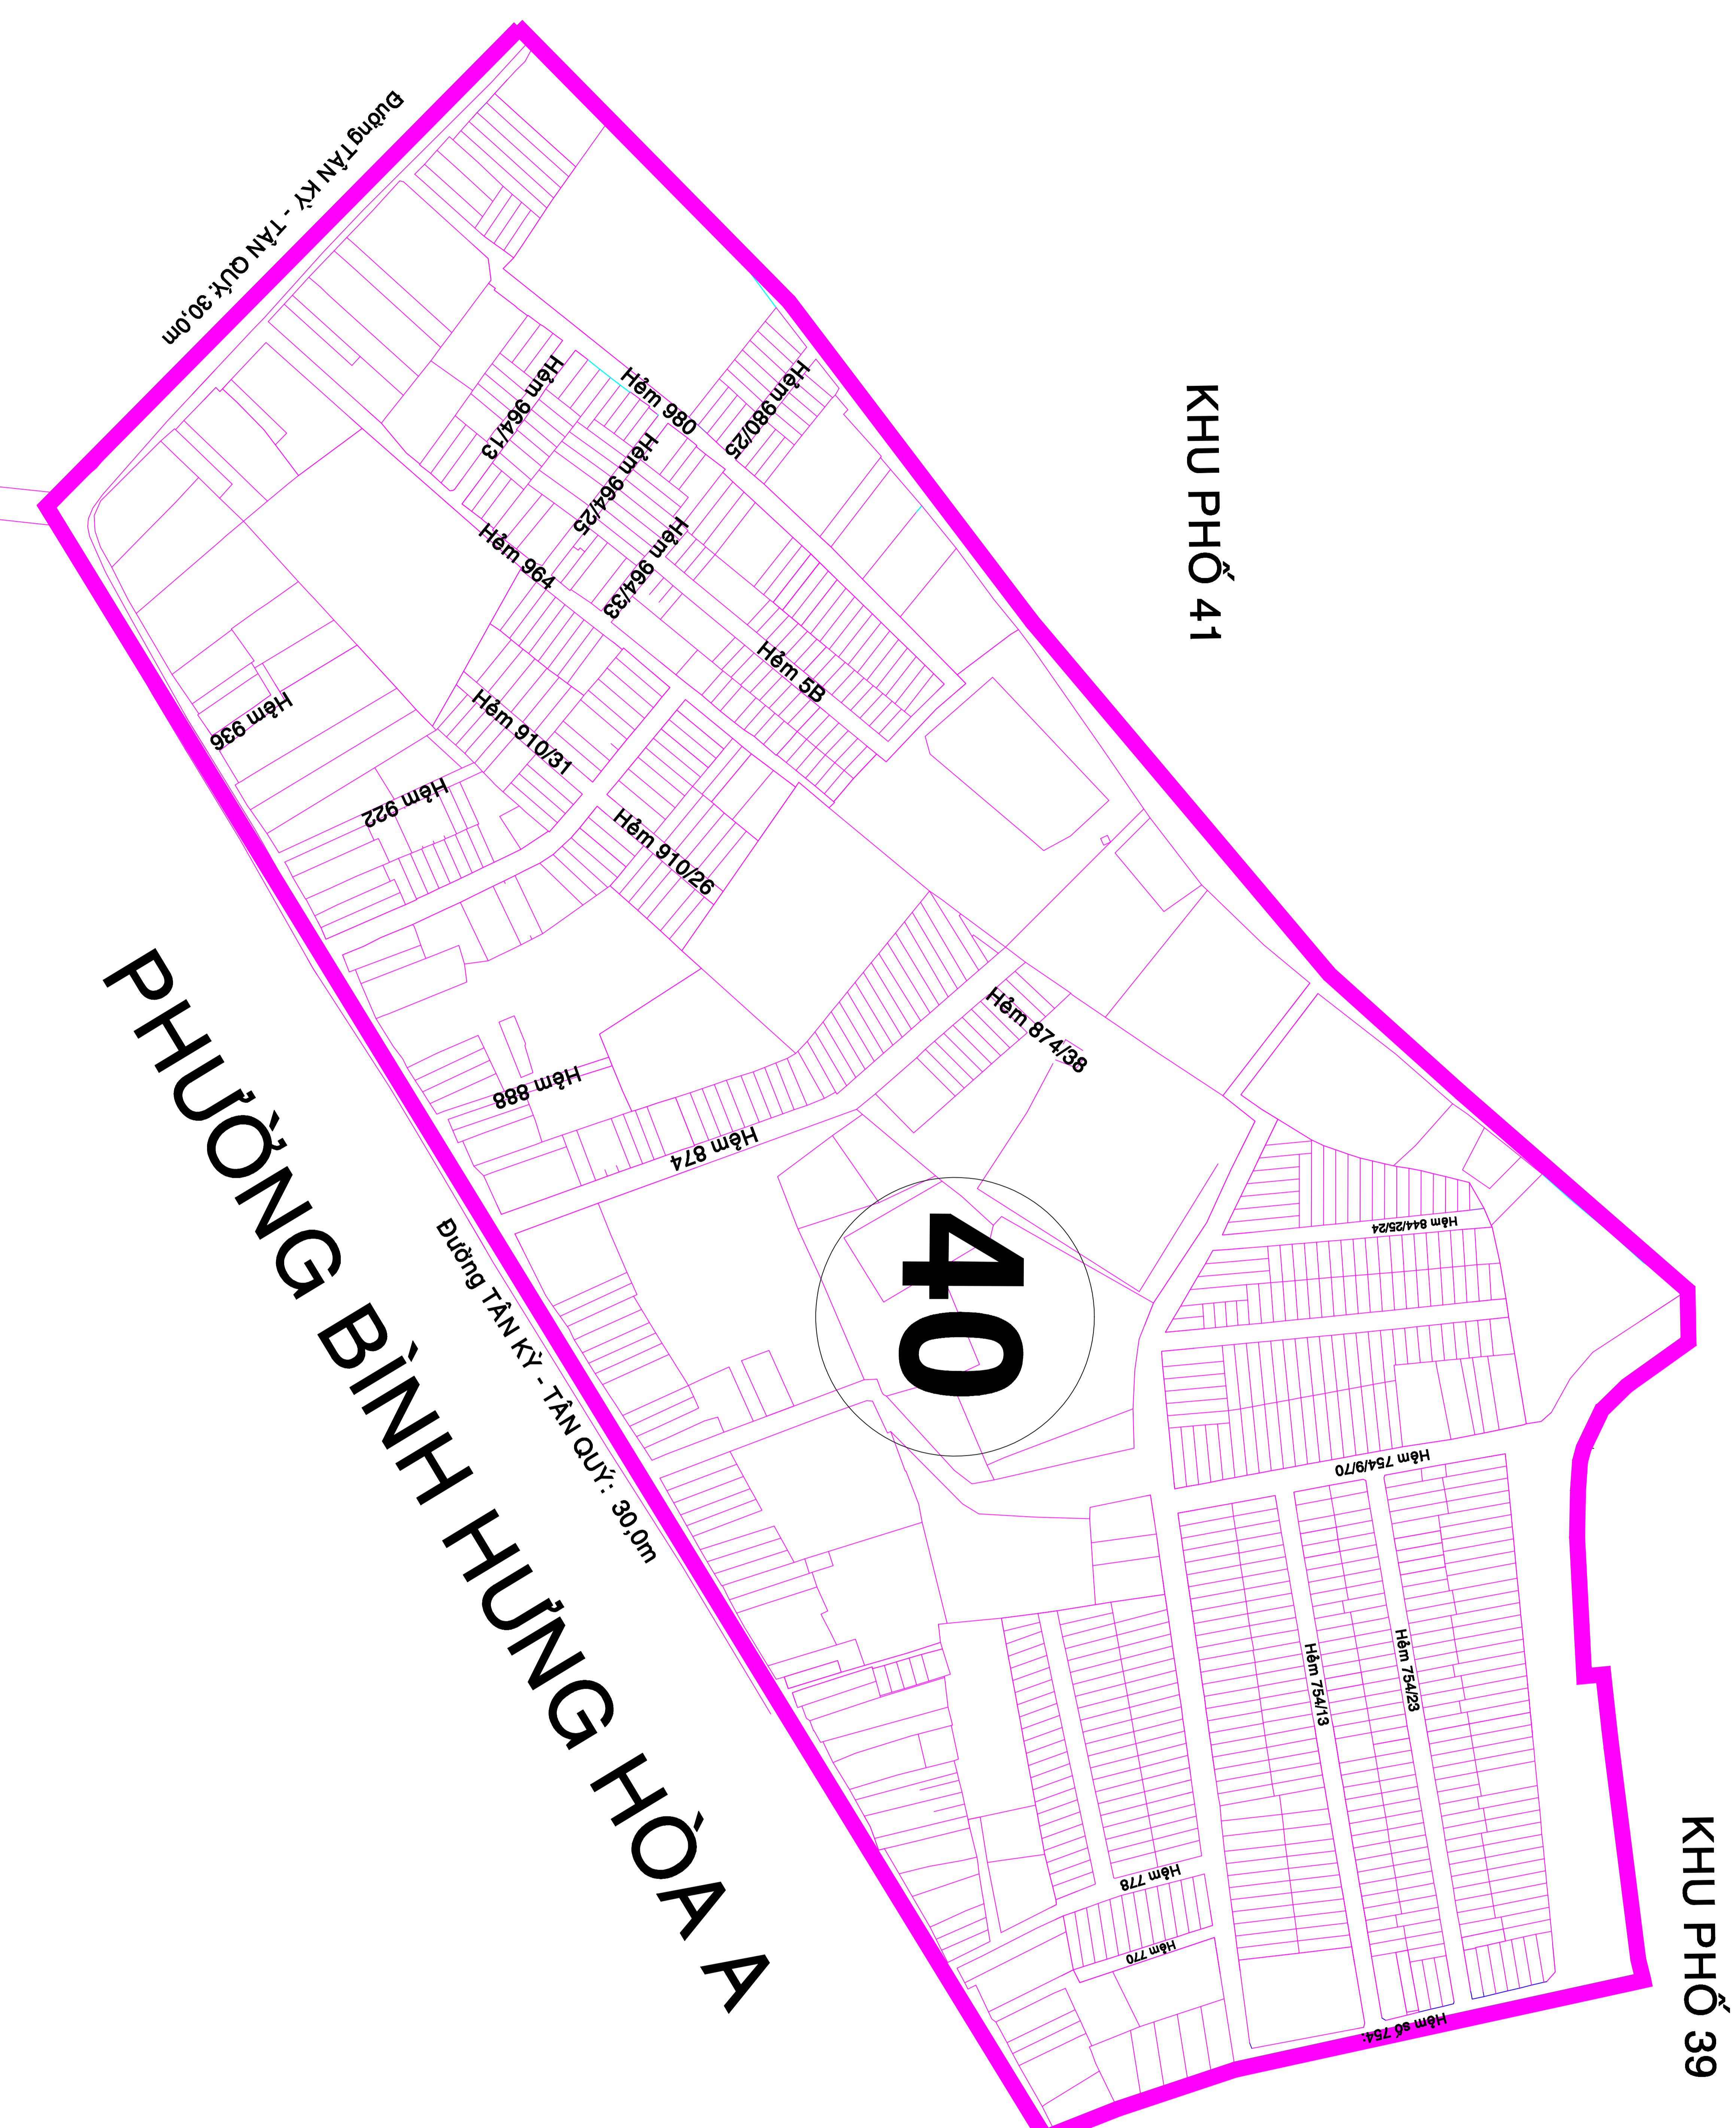 Đường TÂN KỲ - TÂN QUÝ: 30,0m
KHU PHỐ 41
Hẻm 980
Hẻm 980/25
Hẻm 964/13
Hẻm 964/25
Hẻm 964/33
Hẻm 964
Hẻm 5B
Hẻm 936
Hẻm 910/31
Hẻm 922
Hẻm 910/26
Hẻm 874/38
Hẻm 888
Hẻm 874
Hẻm 844/25/24
40
PHƯỜNG BÌNH HƯNG HÒA A
Đường TÂN KỲ - TÂN QUÝ: 30,0m
Hẻm 754/9/70
Hẻm 754/13
Hẻm 754/23
Hẻm 778
Hẻm 770
Hẻm số 754:
KHU PHỐ 39